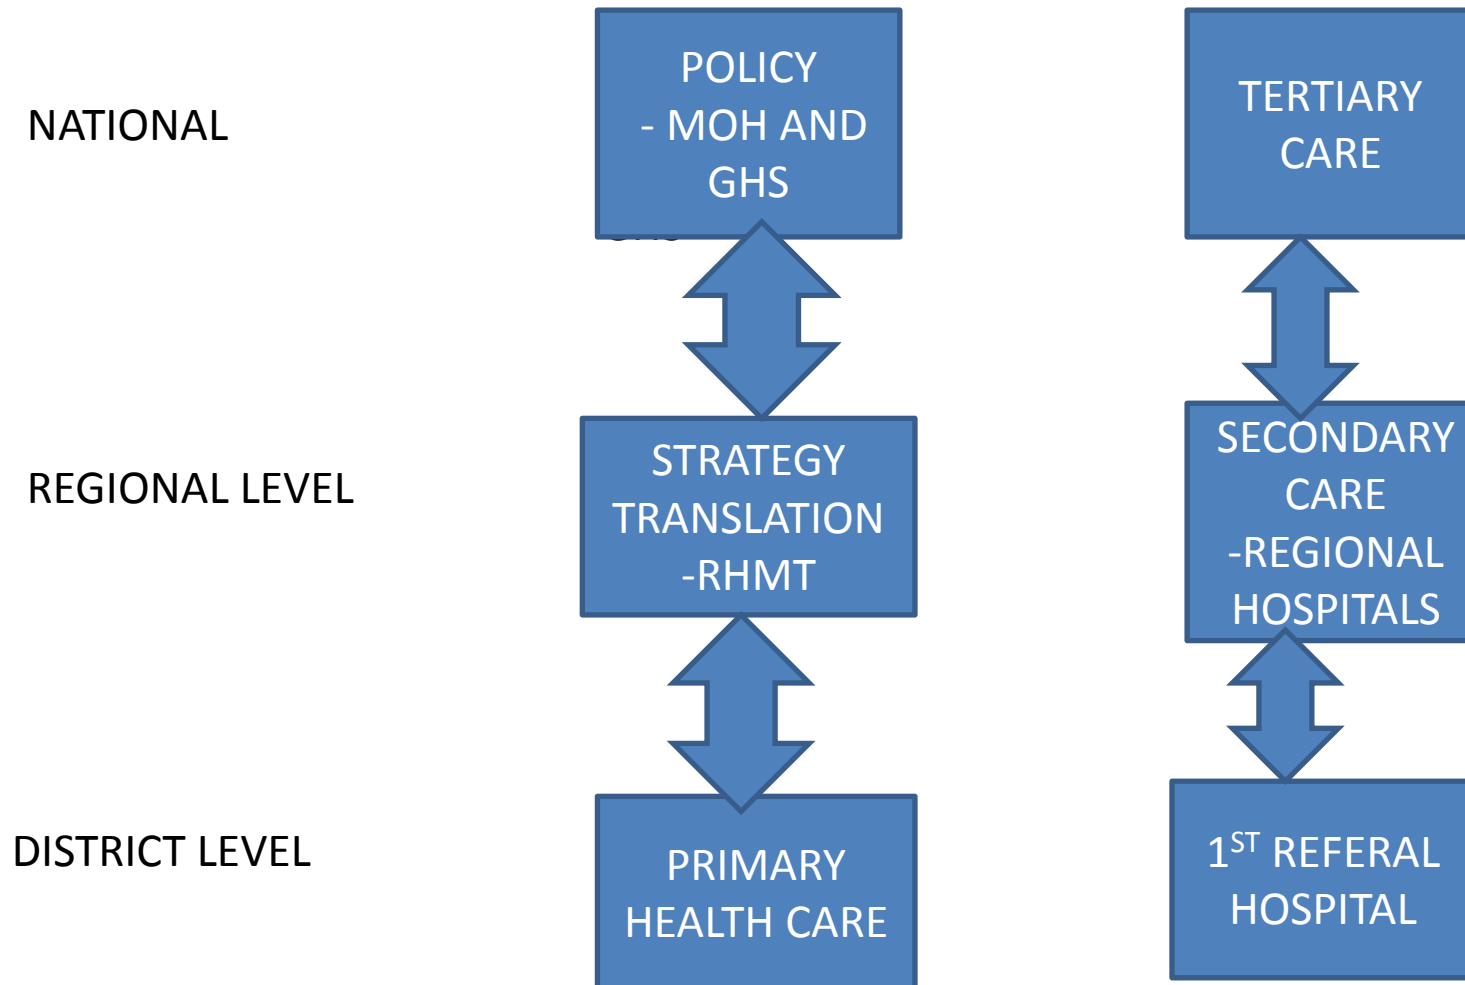 NATIONAL
POLICY
- MOH AND
GHS
TERTIARY
CARE
REGIONAL LEVEL
STRATEGY
TRANSLATION
-RHMT
SECONDARY
CARE
-REGIONAL
HOSPITALS
DISTRICT LEVEL
PRIMARY
HEALTH CARE
1ST REFERAL
HOSPITAL